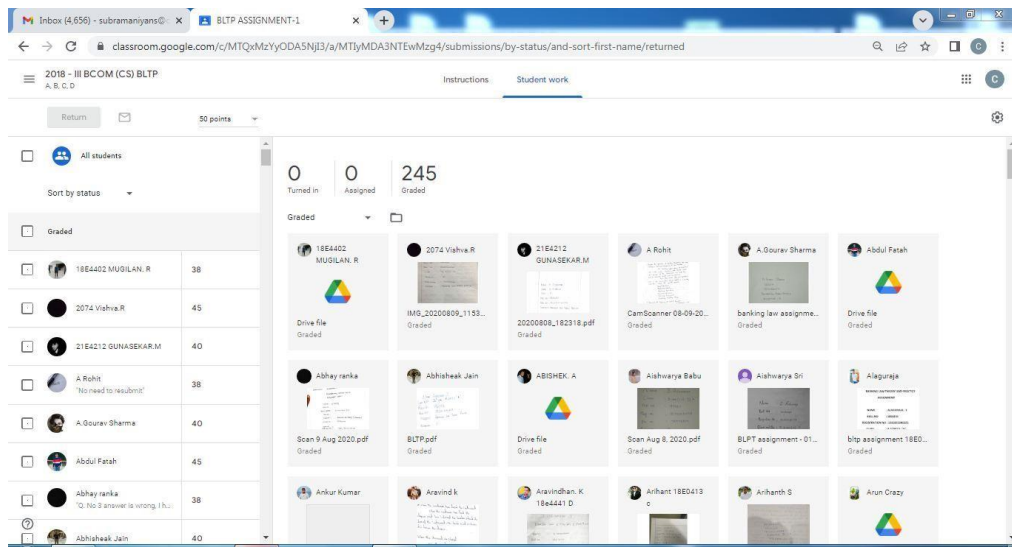 Inbox (4,656) - subramaniyans@
BLTP ASSIGNMENT-1
classroom.google.com/c/MTQxMzYyODA5NjI3/a/MTIyMDA3NTEwMzg4/submissions/by-status/and-sort-first-name/returned
2018 - III BCOM (CS) BLTP
A, B, C, D
Instructions
Student work
Return
50 points
All students
Sort by status
Graded
18E4402 MUGILAN. R 38
2074 Vishva.R 45
21E4212 GUNASEKAR.M 40
A Rohit 38
"No need to resubmit"
A.Gourav Sharma 40
Abdul Fatah 45
Abhay ranka 38
"Q: No 3 answer is wrong, I h...
Abhisheak Jain 40
0 0 245
Turned in Assigned Graded
Graded
18E4402 MUGILAN. R
Drive file
Graded
2074 Vishva.R
IMG_20200809_1153...
Graded
21E4212 GUNASEKAR.M
20200808_182318.pdf
Graded
A Rohit
CamScanner 08-09-20...
Graded
A.Gourav Sharma
banking law assignme...
Graded
Abdul Fatah
Drive file
Graded
Abhay ranka
Scan 9 Aug 2020.pdf
Graded
Abhisheak Jain
BLTP.pdf
Graded
ABISHEK. A
Drive file
Graded
Aishwarya Babu
Scan Aug 8, 2020.pdf
Graded
Aishwarya Sri
BLPT assignment - 01...
Graded
Alaguraja
bltp assignment 18E0...
Graded
Ankur Kumar
Aravind k
Aravindhan. K 18e4441 D
Arihant 18E0413 c
Arihanth S
Arun Crazy